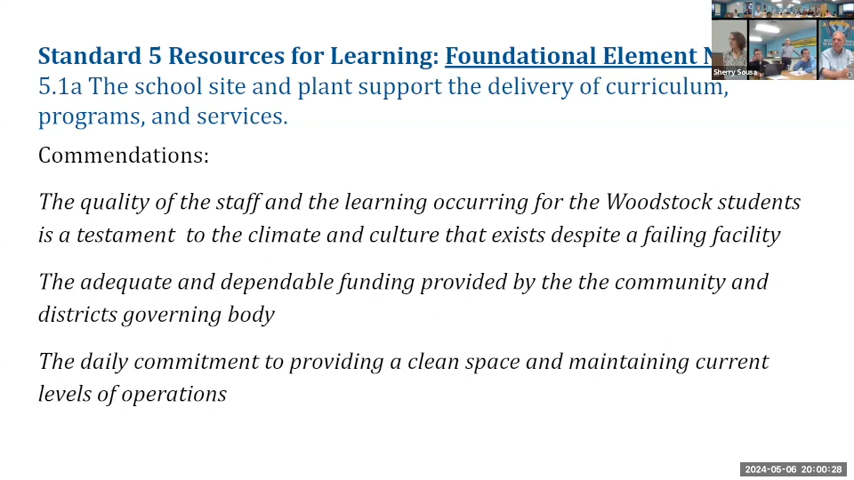 Standard 5 Resources for Learning: Foundational Element
5.1a The school site and plant support the delivery of curriculum,
programs, and services.
Commendations:
The quality of the staff and the learning occurring for the Woodstock students
is a testament to the climate and culture that exists despite a failing facility
The adequate and dependable funding provided by the the community and
districts governing body
The daily commitment to providing a clean space and maintaining current
levels of operations
Sherry Sousa
2024-05-06 20:00:28